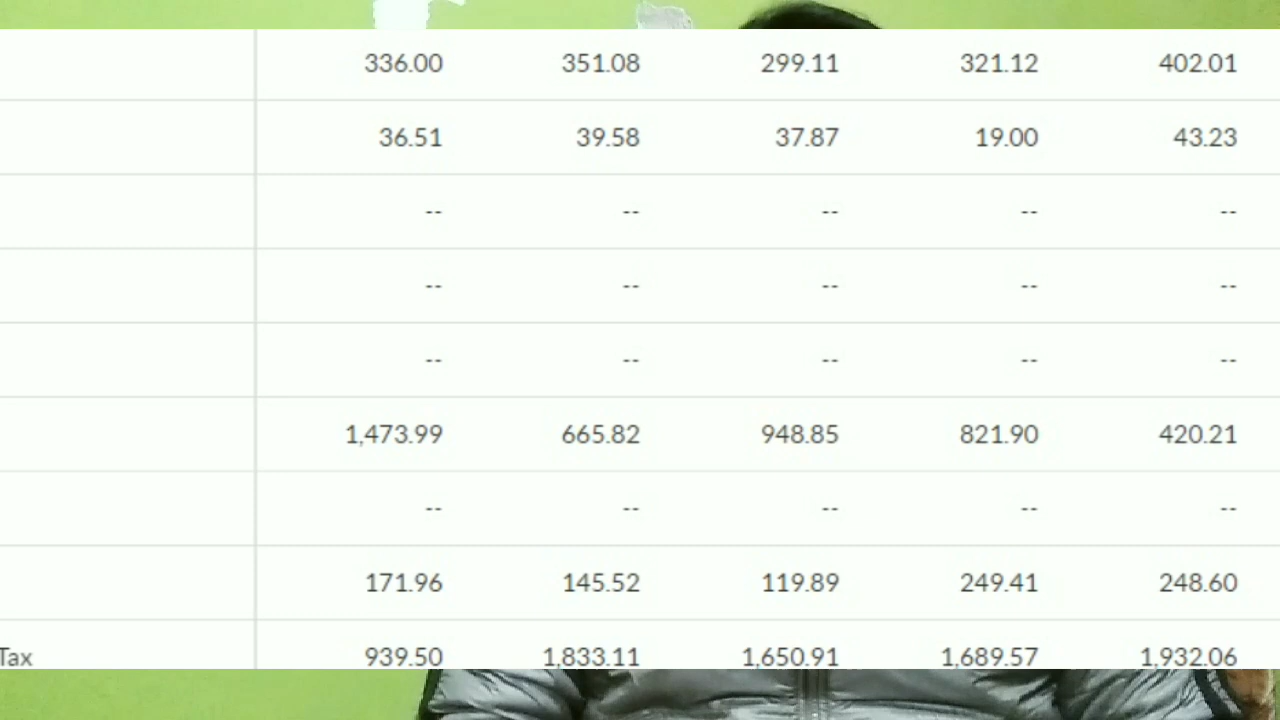 336.00 351.08 299.11 321.12 402.01
36.51 39.58 37.87 19.00 43.23
-- -- -- -- --
-- -- -- -- --
-- -- -- -- --
1,473.99 665.82 948.85 821.90 420.21
-- -- -- -- --
171.96 145.52 119.89 249.41 248.60
Tax 939.50 1,833.11 1,650.91 1,689.57 1,932.06